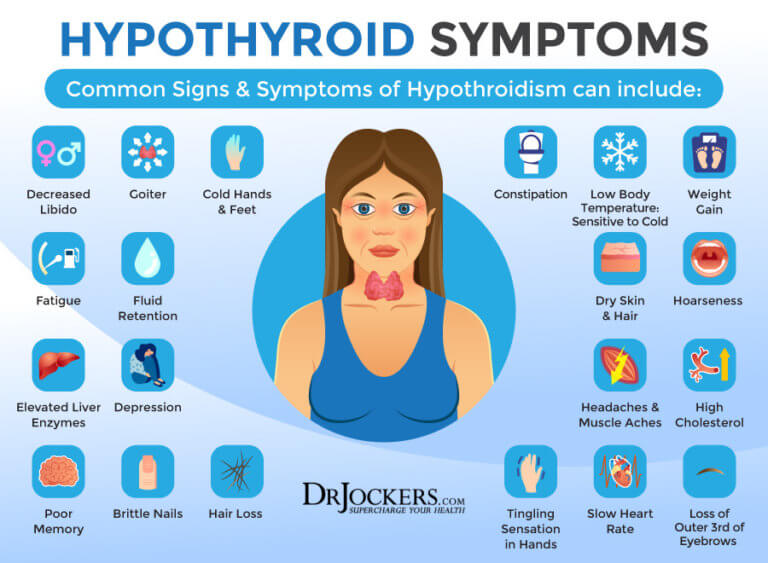 HYPOTHYROID SYMPTOMS
Common Signs & Symptoms of Hypothroidism can include:
Decreased
Libido
Goiter
Cold Hands
& Feet
Constipation
Low Body
Temperature:
Sensitive to Cold
Weight
Gain
Fatigue
Fluid
Retention
Dry Skin
& Hair
Hoarseness
Elevated Liver
Enzymes
Depression
Headaches &
Muscle Aches
High
Cholesterol
Poor
Memory
Brittle Nails
Hair Loss
DRJOCKERS.COM
SUPERCHARGE YOUR HEALTH
Tingling
Sensation
in Hands
Slow Heart
Rate
Loss of
Outer 3rd of
Eyebrows